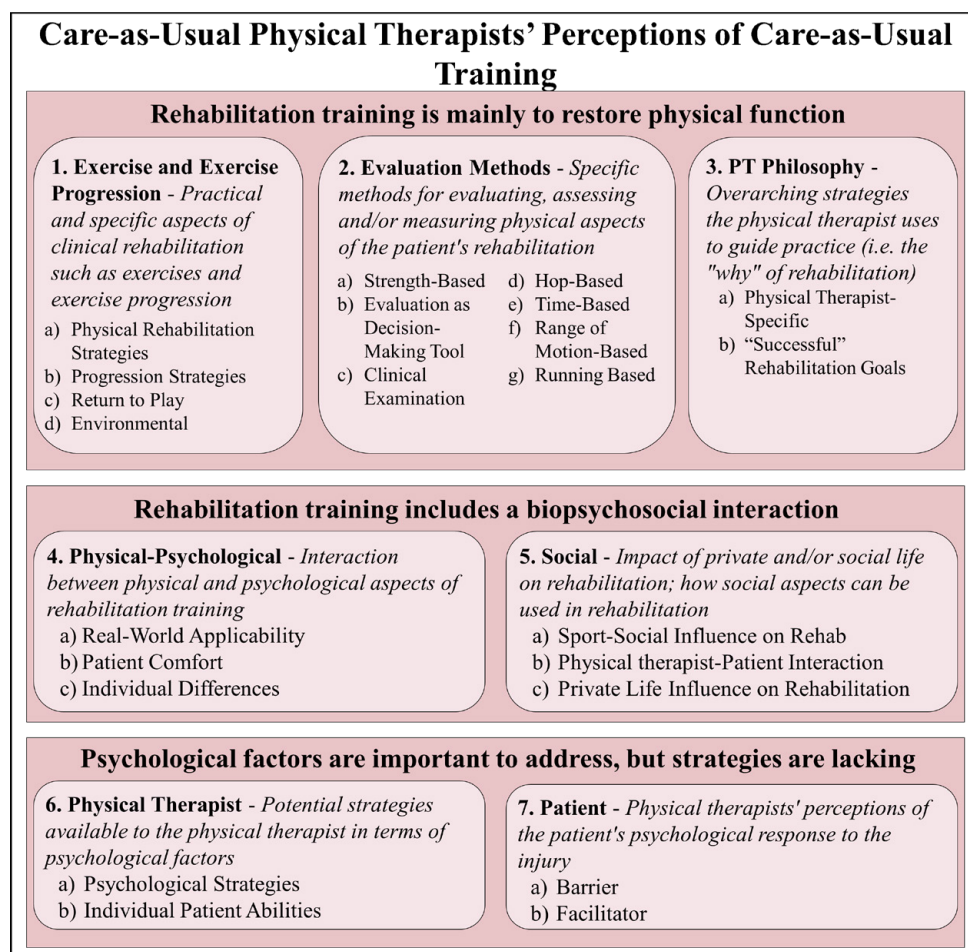 Care-as-Usual Physical Therapists’ Perceptions of Care-as-Usual
Training
Rehabilitation training is mainly to restore physical function
1. Exercise and Exercise
Progression - Practical
and specific aspects of
clinical rehabilitation
such as exercises and
exercise progression
a) Physical Rehabilitation
Strategies
b) Progression Strategies
c) Return to Play
d) Environmental
2. Evaluation Methods - Specific
methods for evaluating, assessing
and/or measuring physical aspects
of the patient's rehabilitation
a) Strength-Based
b) Evaluation as
Decision-
Making Tool
c) Clinical
Examination
d) Hop-Based
e) Time-Based
f) Range of
Motion-Based
g) Running Based
3. PT Philosophy -
Overarching strategies
the physical therapist uses
to guide practice (i.e. the
"why" of rehabilitation)
a) Physical Therapist-
Specific
b) “Successful”
Rehabilitation Goals
Rehabilitation training includes a biopsychosocial interaction
4. Physical-Psychological - Interaction
between physical and psychological aspects of
rehabilitation training
a) Real-World Applicability
b) Patient Comfort
c) Individual Differences
5. Social - Impact of private and/or social life
on rehabilitation; how social aspects can be
used in rehabilitation
a) Sport-Social Influence on Rehab
b) Physical therapist-Patient Interaction
c) Private Life Influence on Rehabilitation
Psychological factors are important to address, but strategies are lacking
6. Physical Therapist - Potential strategies
available to the physical therapist in terms of
psychological factors
a) Psychological Strategies
b) Individual Patient Abilities
7. Patient - Physical therapists' perceptions of
the patient's psychological response to the
injury
a) Barrier
b) Facilitator